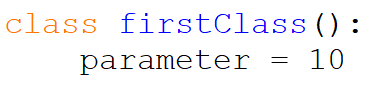 class firstClass():
    parameter = 10